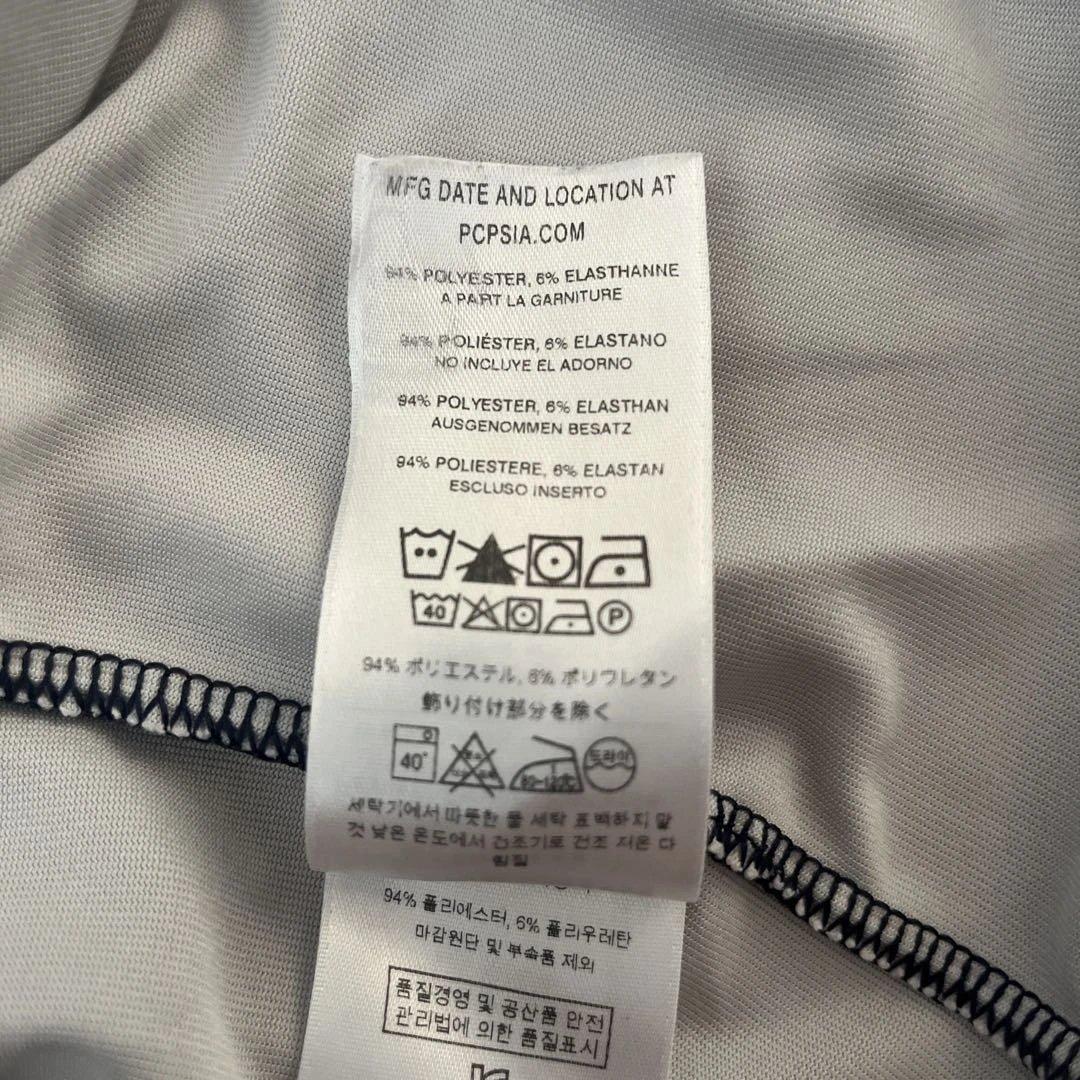 MFG DATE AND LOCATION AT
PCPSIA.COM
94% POLYESTER, 6% ELASTHANNE
A PART LA GARNITURE
94% POLIÉSTER, 6% ELASTANO
NO INCLUYE EL ADORNO
94% POLYESTER, 6% ELASTHAN
AUSGENOMMEN BESATZ
94% POLIESTERE, 6% ELASTAN
ESCLUSO INSERTO
40 P
94% ポリエステル, 6% ポリウレタン
飾り付け部分を除く
40° 80~120℃ 드라이
세탁기에서 따뜻한 물 세탁 표백하지 말
것 낮은 온도에서 건조기로 건조 저온 다
림질
94% 폴리에스터, 6% 폴리우레탄
마감원단 및 부속품 제외
품질경영 및 공산품 안전
관리법에 의한 품질표시